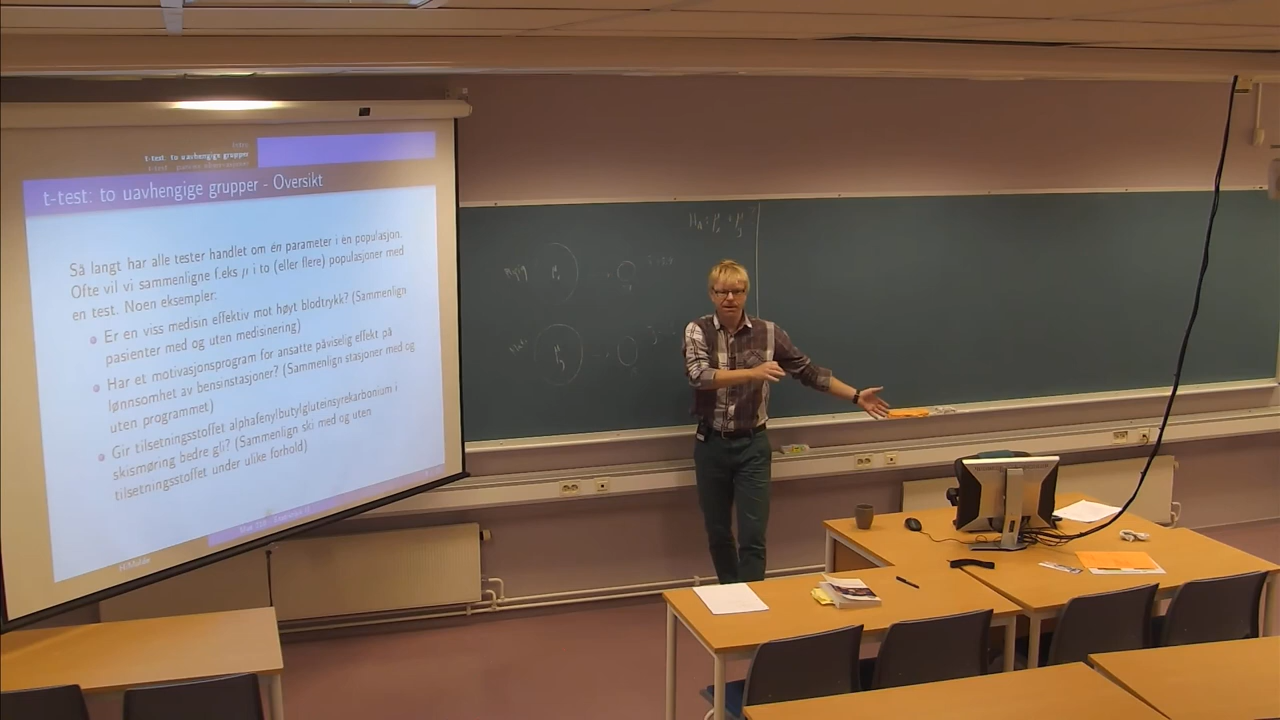 t-test: to uavhengige grupper
t-test: to uavhengige grupper - Oversikt
Så langt har alle tester handlet om én parameter i en populasjon.
Ofte vil vi sammenligne f.eks μ i to (eller flere) populasjoner med
en test. Noen eksempler:
Er en viss medisin effektiv mot høyt blodtrykk? (Sammenlign
pasienter med og uten medisinering)
Har et motivasjonsprogram for ansatte påviselig effekt på
lønnsomhet av bensinstasjoner? (Sammenlign stasjoner med og
uten programmet)
Gir tilsetningsstoffet alphafenylbutylgluteinsyrekarbonium i
skismøring bedre gli? (Sammenlign ski med og uten
tilsetningsstoffet under ulike forhold)
HiMolde